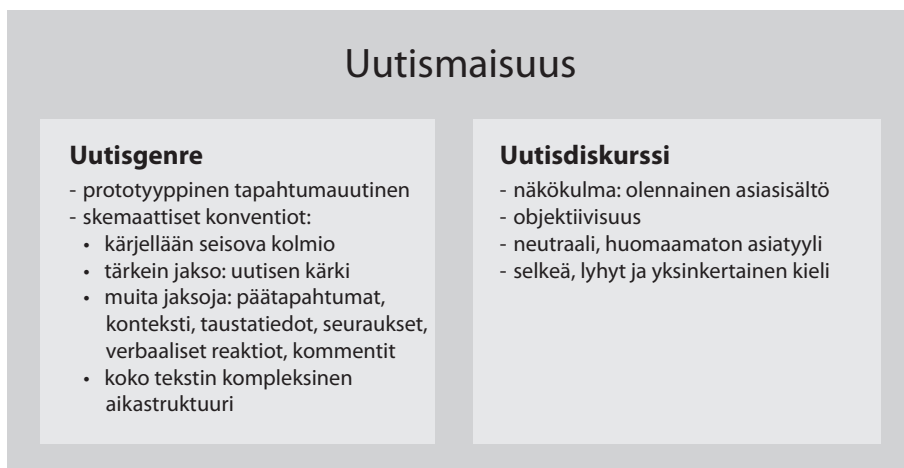 Uutismaisuus
Uutisgenre
- prototyyppinen tapahtumauutinen
- skemaattiset konventiot:
• kärjellään seisova kolmio
• tärkein jakso: uutisen kärki
• muita jaksoja: päätapahtumat,
konteksti, taustatiedot, seuraukset,
verbaaliset reaktiot, kommentit
• koko tekstin kompleksinen
aikastruktuuri
Uutisdiskurssi
- näkökulma: olennainen asiasisältö
- objektiivisuus
- neutraali, huomaamaton asiatyyli
- selkeä, lyhyt ja yksinkertainen kieli